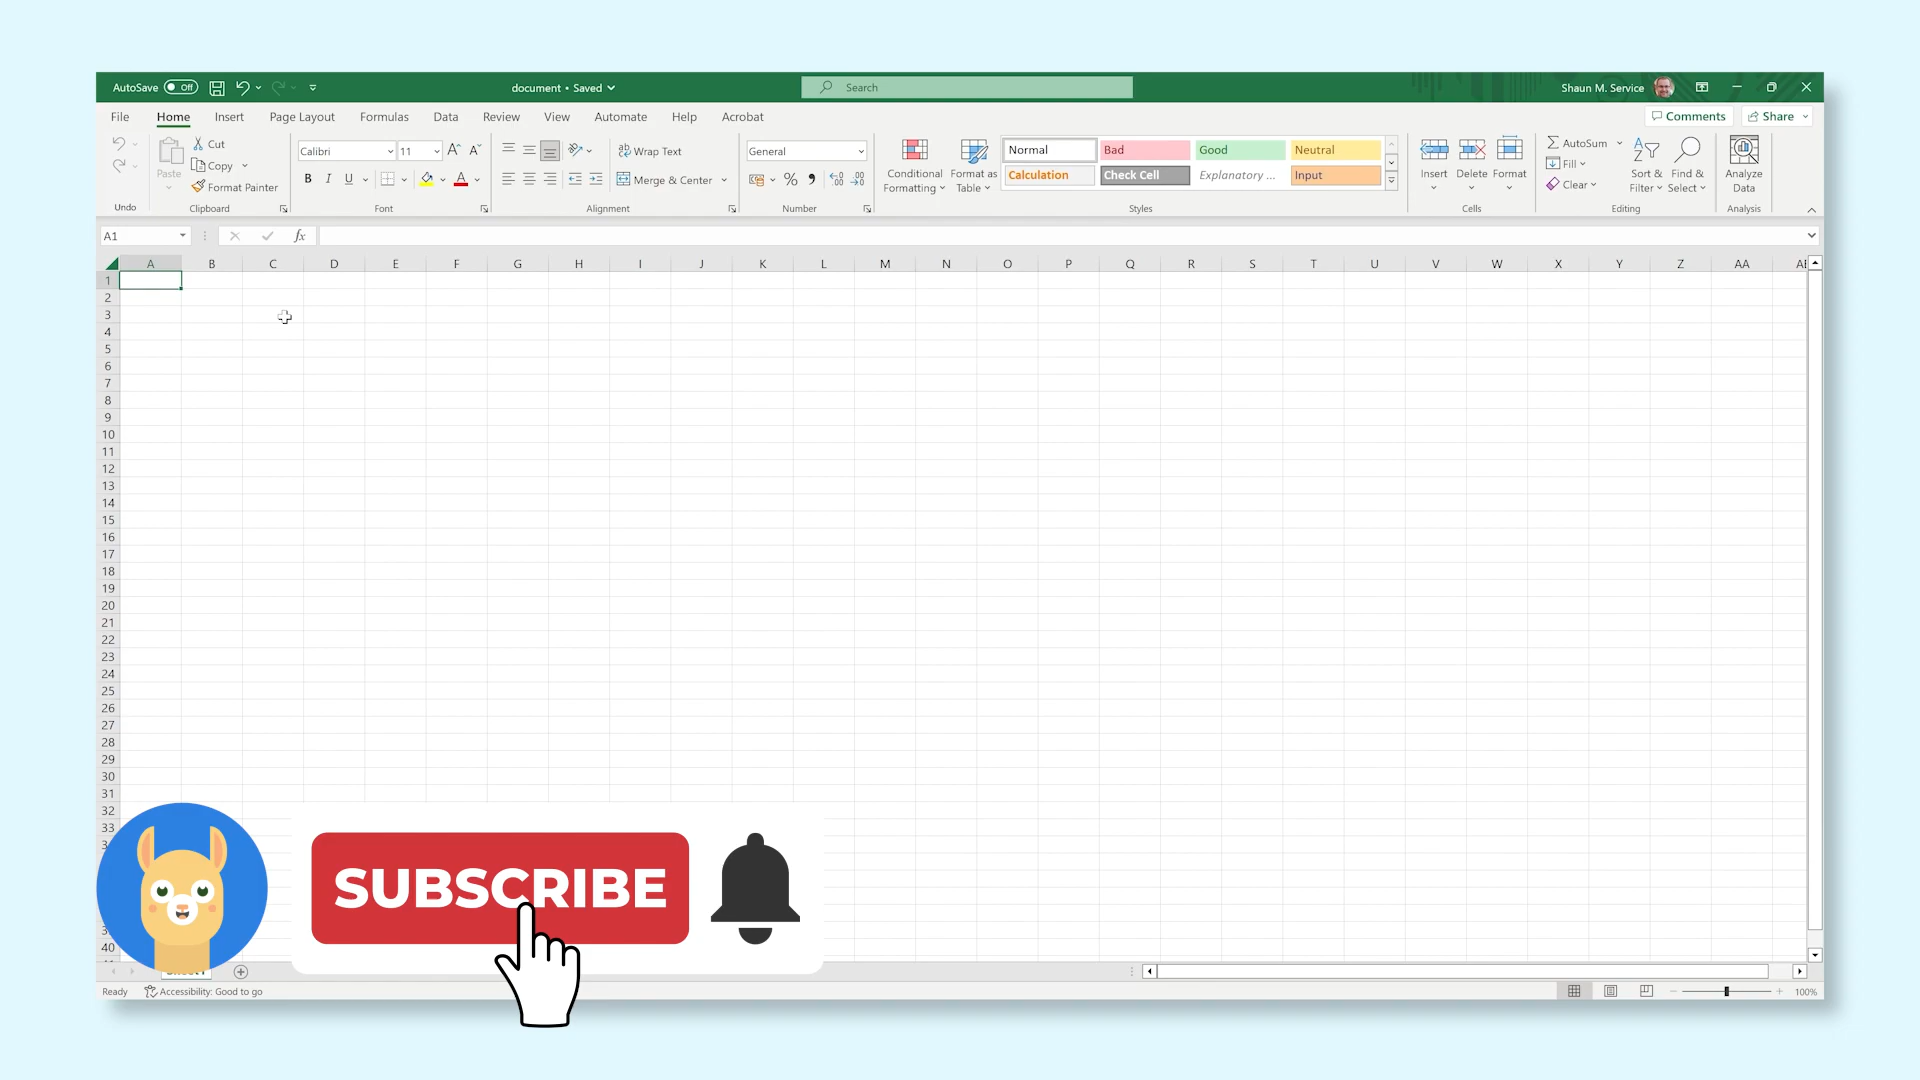 AutoSave Off document • Saved Search Shaun M. Service
File Home Insert Page Layout Formulas Data Review View Automate Help Acrobat Comments Share
Cut
Copy
Format Painter
Paste
Undo Clipboard
Calibri 11
B I U A
Font
Wrap Text
Merge & Center
Alignment
General
%
Number
Conditional Formatting
Format as Table
Normal Bad Good Neutral
Calculation Check Cell Explanatory ... Input
Styles
Insert Delete Format
Cells
AutoSum
Fill
Clear
Sort & Filter
Find & Select
Editing
Analyze Data
Analysis
A1 fx
A B C D E F G H I J K L M N O P Q R S T U V W X Y Z AA
1
2
3
4
5
6
7
8
9
10
11
12
13
14
15
16
17
18
19
20
21
22
23
24
25
26
27
28
29
30
31
32
33
40
SUBSCRIBE
Ready Accessibility: Good to go 100%